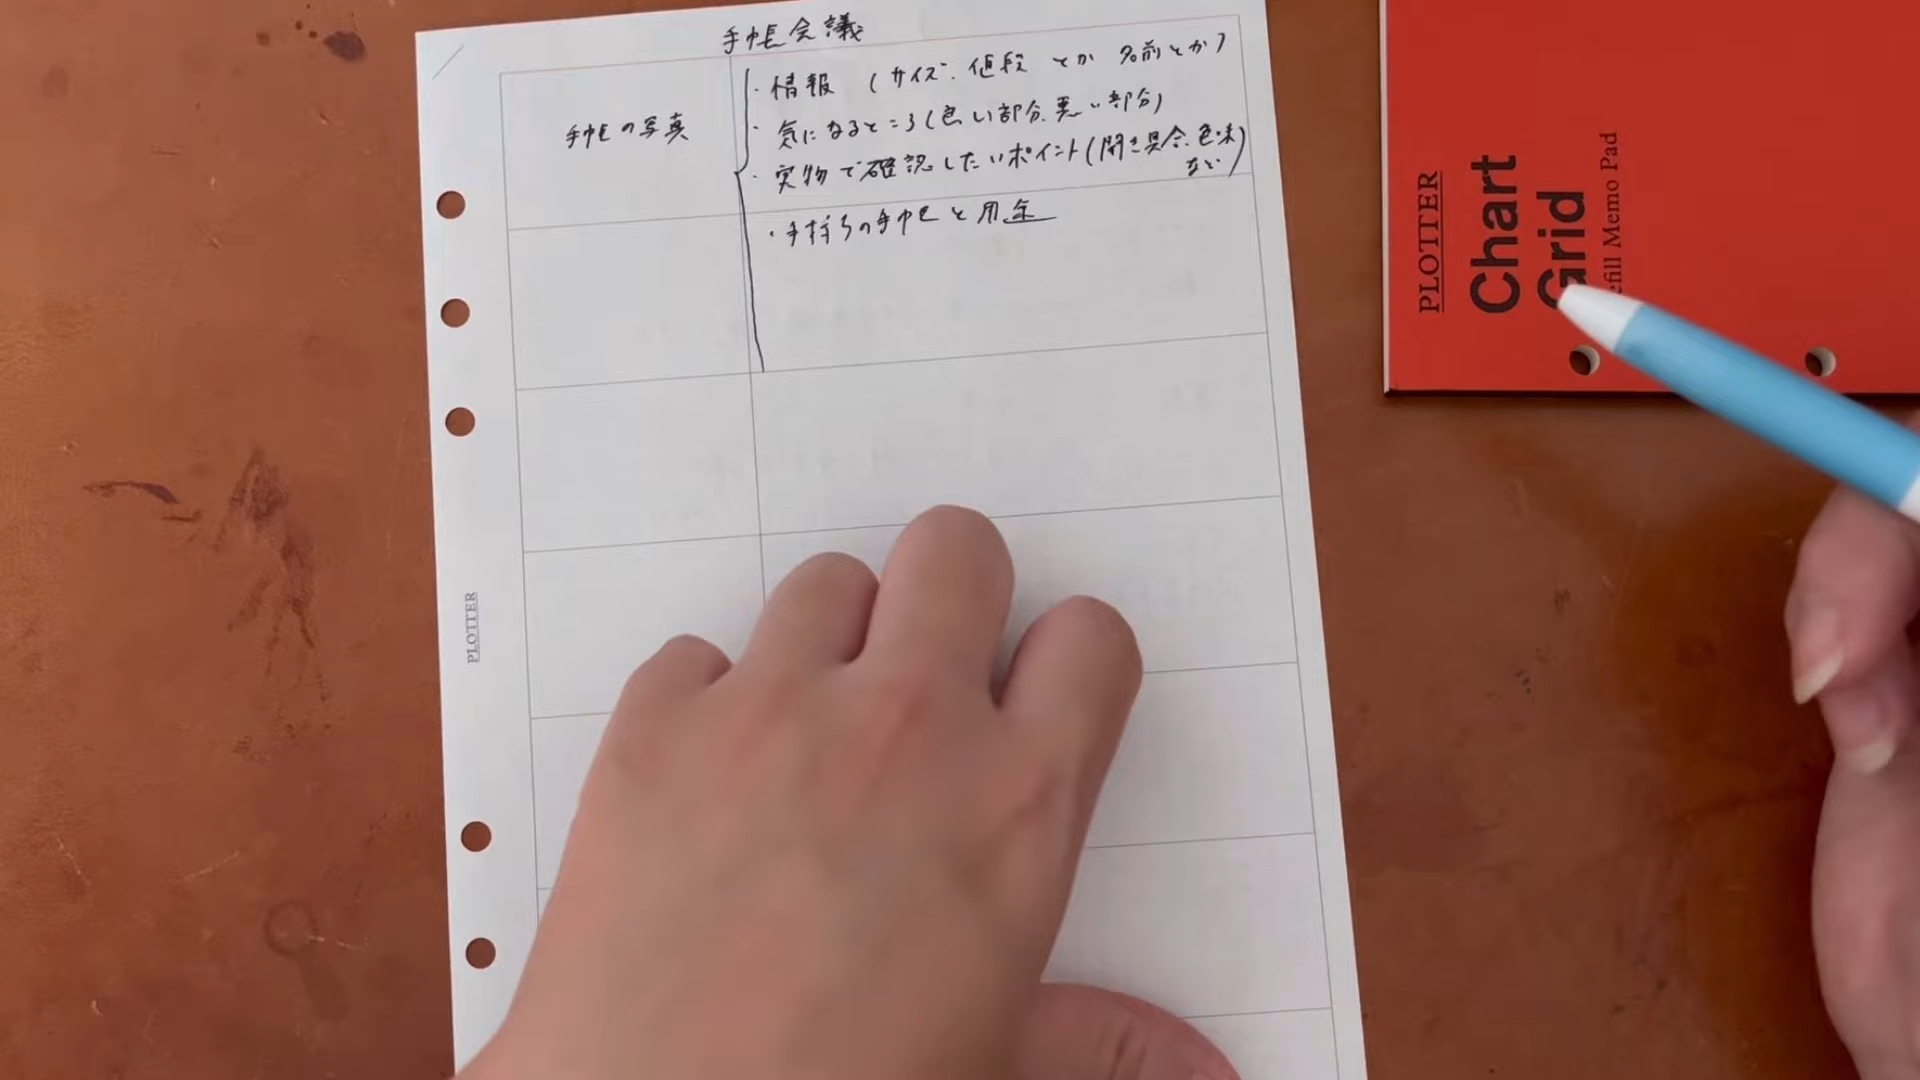 手帳会議
手帳の写真
・情報 (サイズ、値段 とか 名前とか)
・気になるところ(良い部分、悪い部分)
・実物で確認したいポイント(開き具合、色味
など)
・手持ちの手帳と用途
PLOTTER
PLOTTER
Chart
Grid
efill Memo Pad